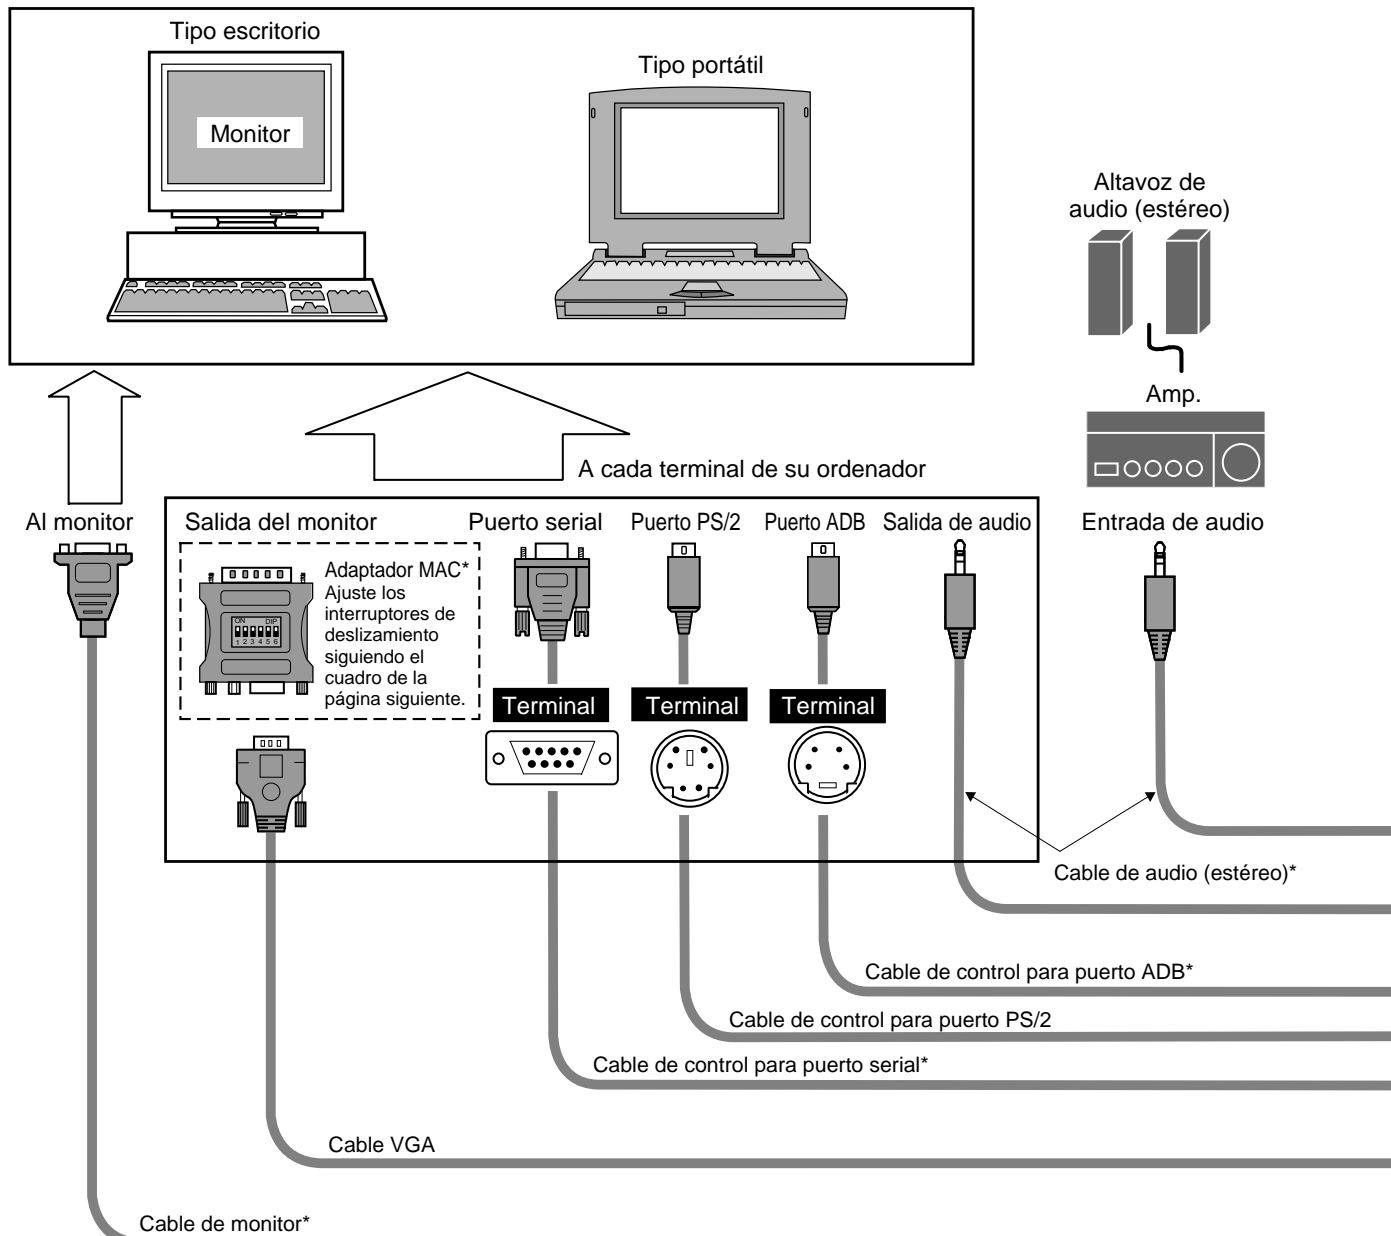 Tipo escritorio
Tipo portátil
Monitor
Altavoz de
audio (estéreo)
Amp.
A cada terminal de su ordenador
Al monitor
Salida del monitor
Puerto serial
Puerto PS/2
Puerto ADB
Salida de audio
Entrada de audio
Adaptador MAC*
Ajuste los
interruptores de
deslizamiento
siguiendo el
cuadro de la
página siguiente.
ON DIP
1 2 3 4 5 6
Terminal
Terminal
Terminal
Cable de audio (estéreo)*
Cable de control para puerto ADB*
Cable de control para puerto PS/2
Cable de control para puerto serial*
Cable VGA
Cable de monitor*